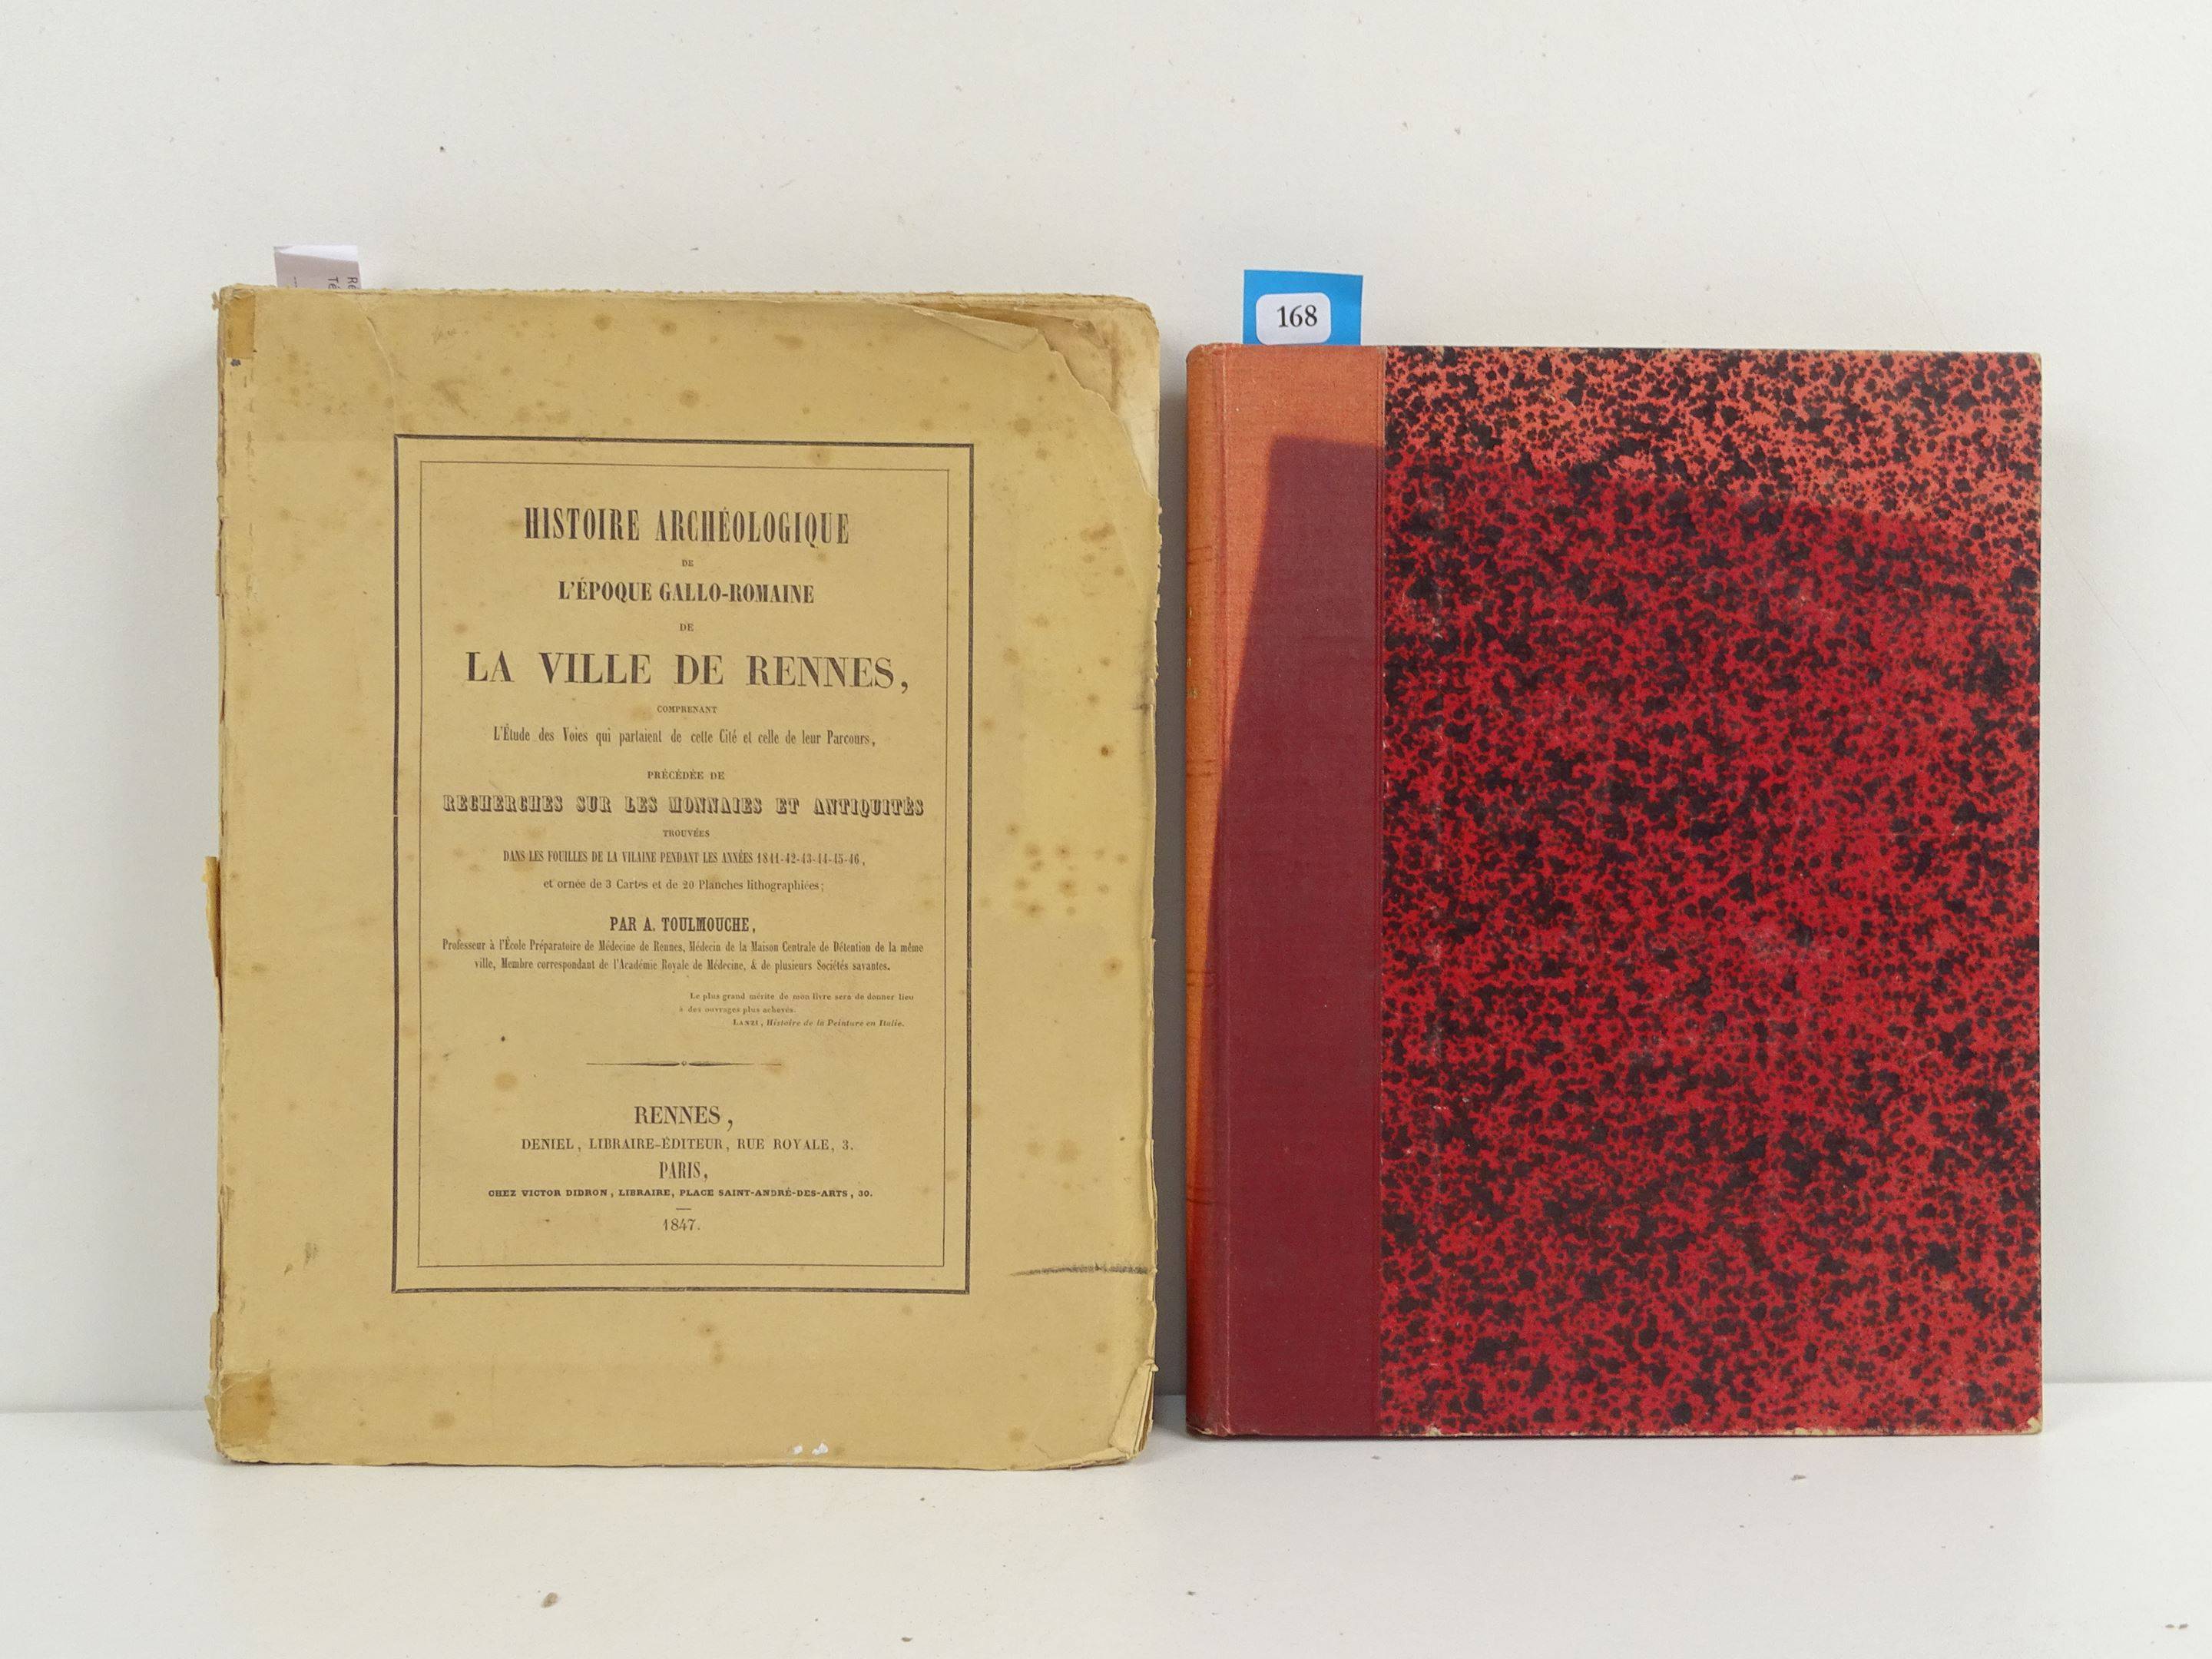 Re
Té
168
HISTOIRE ARCHÉOLOGIQUE
DE
L'ÉPOQUE GALLO-ROMAINE
DE
LA VILLE DE RENNES,
COMPRENANT
L'Étude des Voies qui partaient de cette Cité et celle de leur Parcours,
PRÉCÉDÉE DE
RECHERCHES SUR LES MONNAIES ET ANTIQUITÉS
TROUVÉES
DANS LES FOUILLES DE LA VILAINE PENDANT LES ANNÉES 1841-42-43-44-45-46,
et ornée de 3 Cartes et de 20 Planches lithographiées;
PAR A. TOULMOUCHE,
Professeur à l'École Préparatoire de Médecine de Rennes, Médecin de la Maison Centrale de Détention de la même
ville, Membre correspondant de l'Académie Royale de Médecine, & de plusieurs Sociétés savantes.
Le plus grand mérite de mon livre sera de donner lieu
à des ouvrages plus achevés.
LANZI, Histoire de la Peinture en Italie.
RENNES,
DENIEL, LIBRAIRE-ÉDITEUR, RUE ROYALE, 3.
PARIS,
CHEZ VICTOR DIDRON, LIBRAIRE, PLACE SAINT-ANDRÉ-DES-ARTS, 30.
1847.